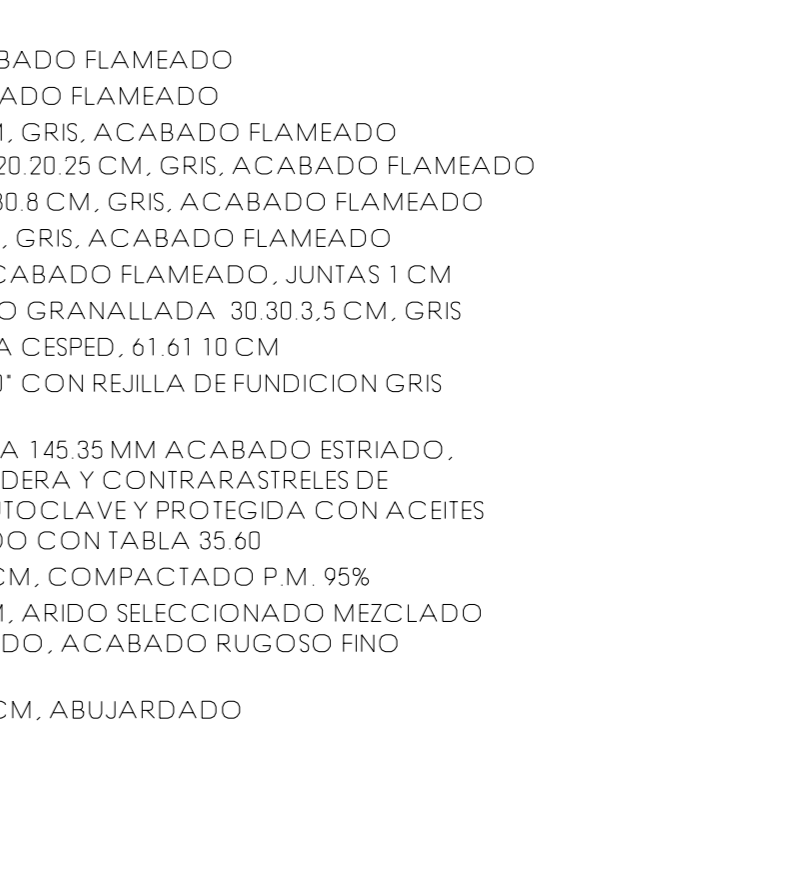 BADO FLAMEADO
ADO FLAMEADO
M, GRIS, ACABADO FLAMEADO
20.20.25 CM, GRIS, ACABADO FLAMEADO
30.8 CM, GRIS, ACABADO FLAMEADO
, GRIS, ACABADO FLAMEADO
CABADO FLAMEADO, JUNTAS 1 CM
O GRANALLADA 30.30.3,5 CM, GRIS
A CESPED, 61.61 10 CM
0" CON REJILLA DE FUNDICION GRIS
A 145.35 MM ACABADO ESTRIADO,
DERA Y CONTRARASTRELES DE
UTOCLAVE Y PROTEGIDA CON ACEITES
DO CON TABLA 35.60
CM, COMPACTADO P.M. 95%
M, ARIDO SELECCIONADO MEZCLADO
DO, ACABADO RUGOSO FINO
CM, ABUJARDADO